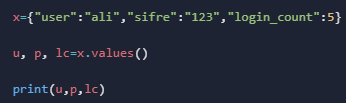 x={"user":"ali","sifre":"123","login_count":5}
u, p, lc=x.values()
print(u,p,lc)